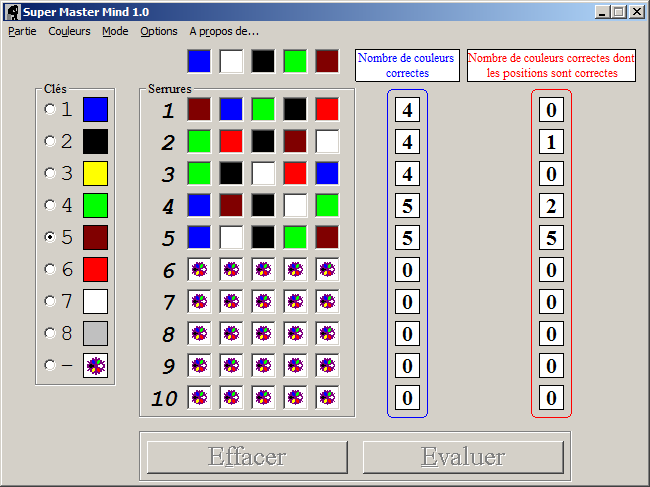 Super Master Mind 1.0
Partie Couleurs Mode Options A propos de...
Nombre de couleurs
correctes
Nombre de couleurs correctes dont
les positions sont correctes
Clés
Serrures
1 1 4 0
2 2 4 1
3 3 4 0
4 4 5 2
5 5 5 5
6 6 0 0
7 7 0 0
8 8 0 0
– 9 0 0
10 0 0
Effacer Evaluer